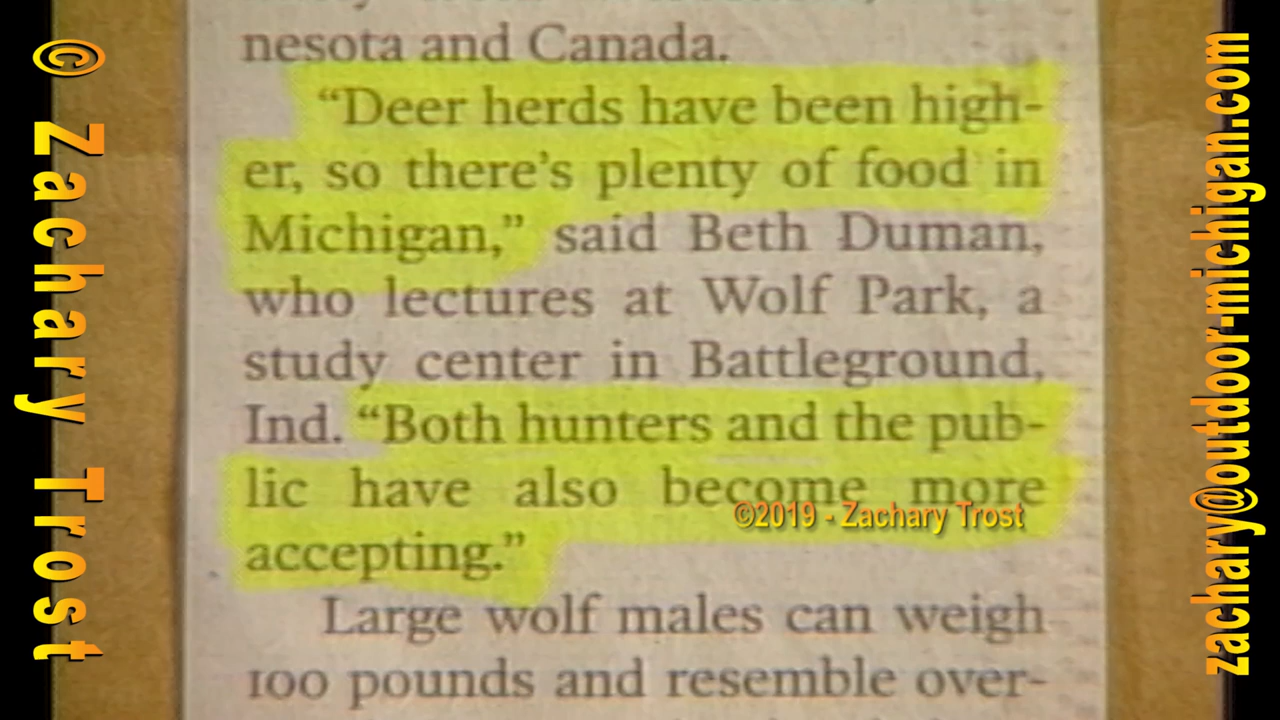 nesota and Canada.
“Deer herds have been high-
er, so there’s plenty of food in
Michigan,” said Beth Duman,
who lectures at Wolf Park, a
study center in Battleground,
Ind. “Both hunters and the pub-
lic have also become more
accepting.”
Large wolf males can weigh
100 pounds and resemble over-
©2019 - Zachary Trost
© Zachary Trost
zachary@outdoor-michigan.com